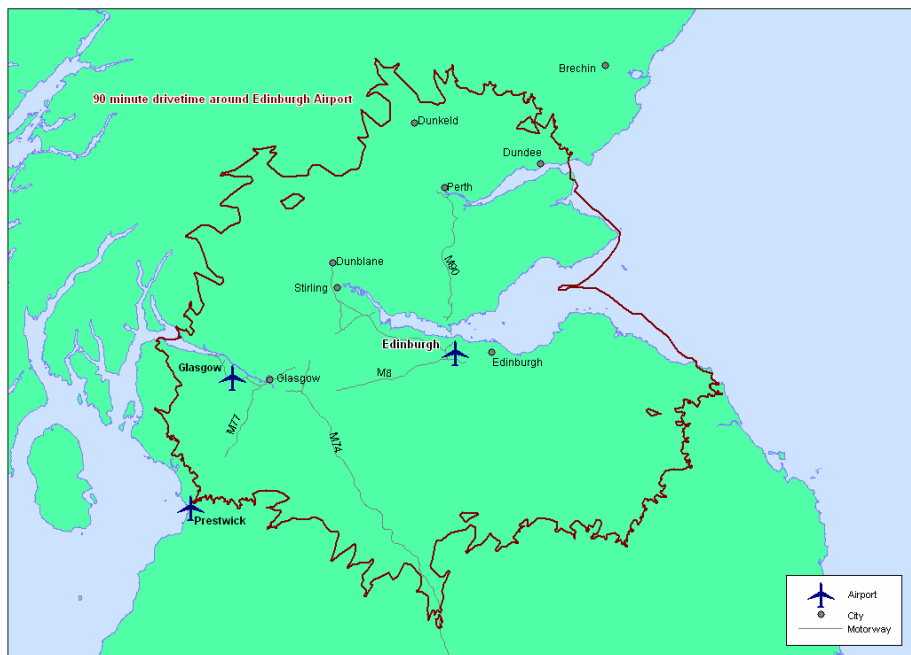 Brechin
90 minute drivetime around Edinburgh Airport
Dunkeld
Dundee
Perth
M90
Dunblane
Stirling
Edinburgh
Edinburgh
Glasgow
Glasgow
M8
M77
M74
Prestwick
Airport
City
Motorway